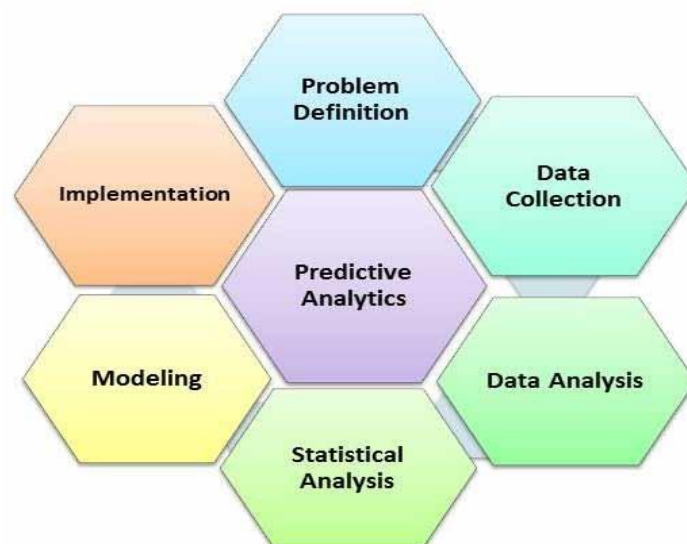 Problem
Definition
Data
Collection
Implementation
Predictive
Analytics
Modeling
Data Analysis
Statistical
Analysis